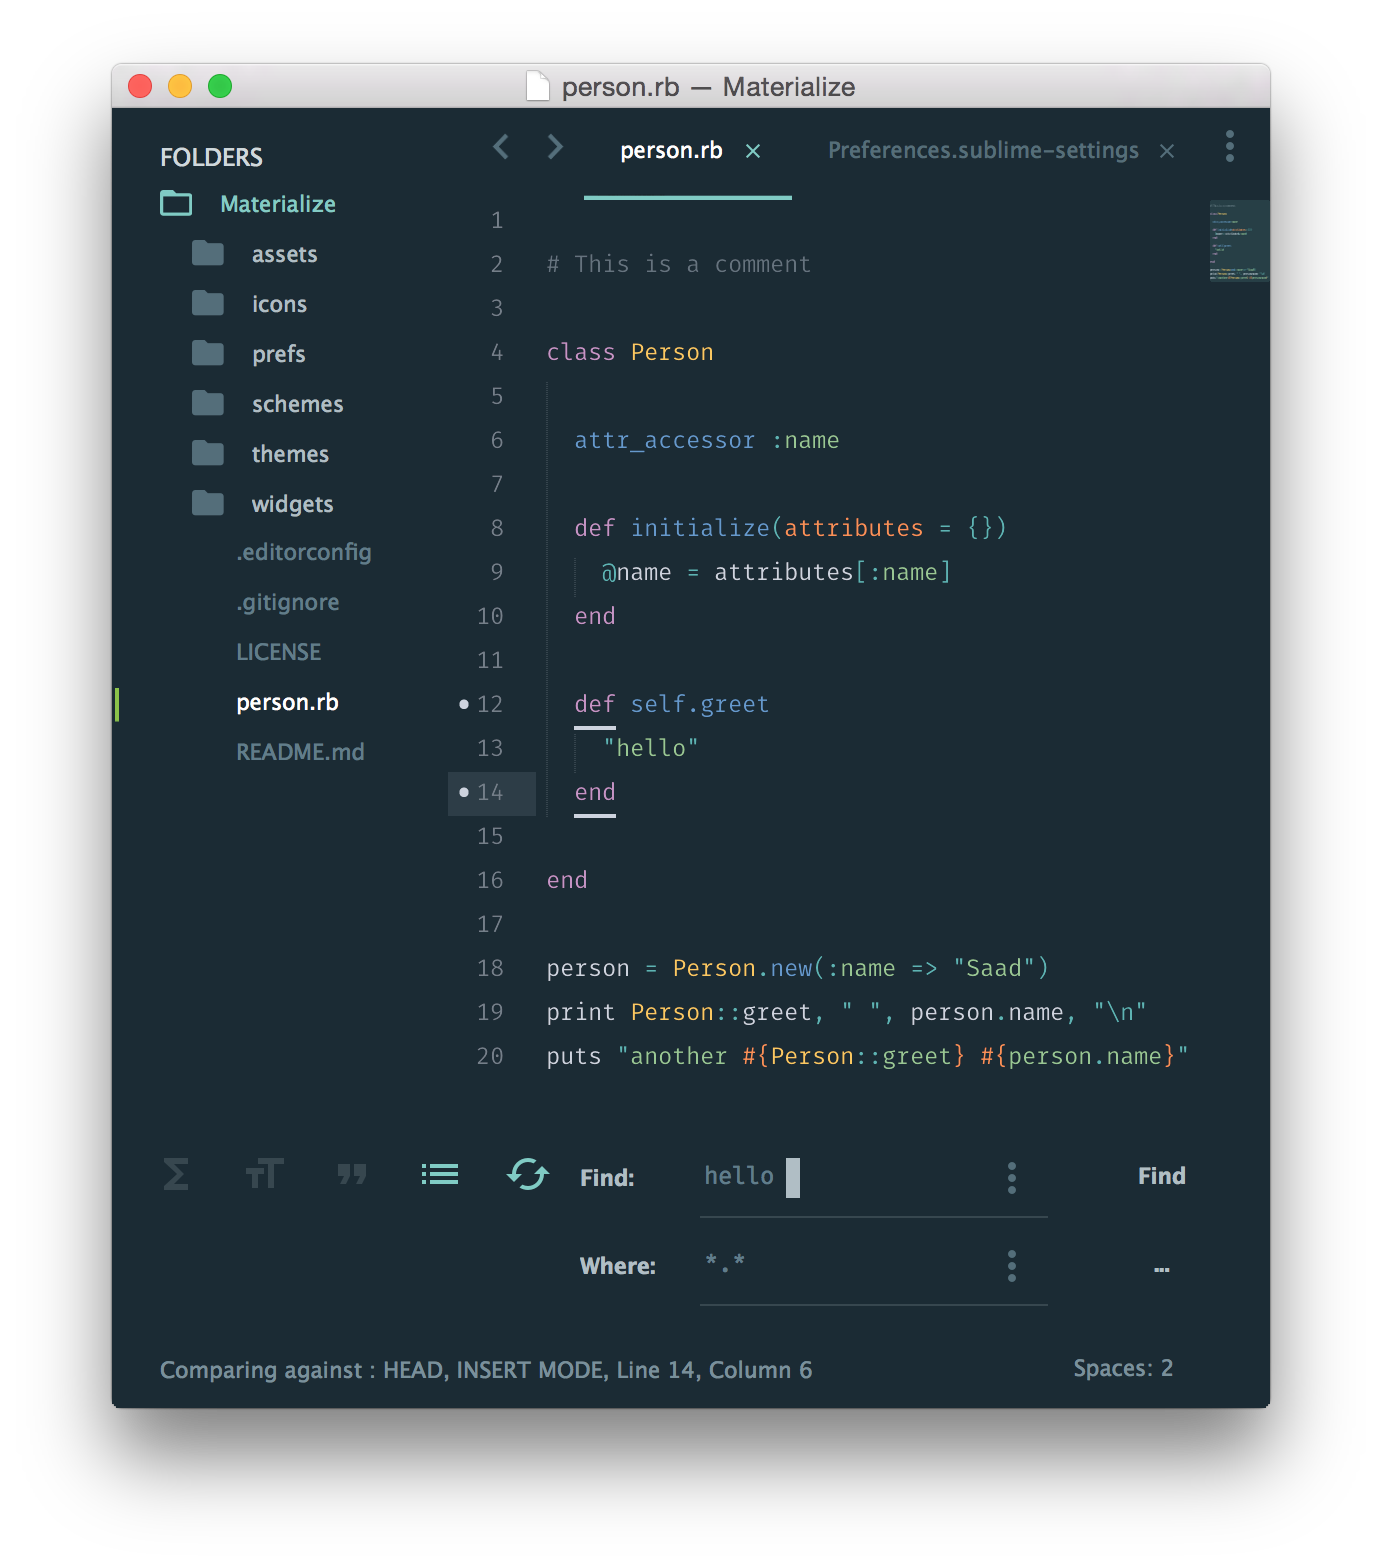 person.rb — Materialize
FOLDERS
Materialize
assets
icons
prefs
schemes
themes
widgets
.editorconfig
.gitignore
LICENSE
person.rb
README.md
person.rb ×
Preferences.sublime-settings ×
1
2 # This is a comment
3
4 class Person
5
6 attr_accessor :name
7
8 def initialize(attributes = {})
9 @name = attributes[:name]
10 end
11
12 def self.greet
13 "hello"
14 end
15
16 end
17
18 person = Person.new(:name => "Saad")
19 print Person::greet, " ", person.name, "\n"
20 puts "another #{Person::greet} #{person.name}"
Find: hello Find
Where: *.* ...
Comparing against : HEAD, INSERT MODE, Line 14, Column 6 Spaces: 2